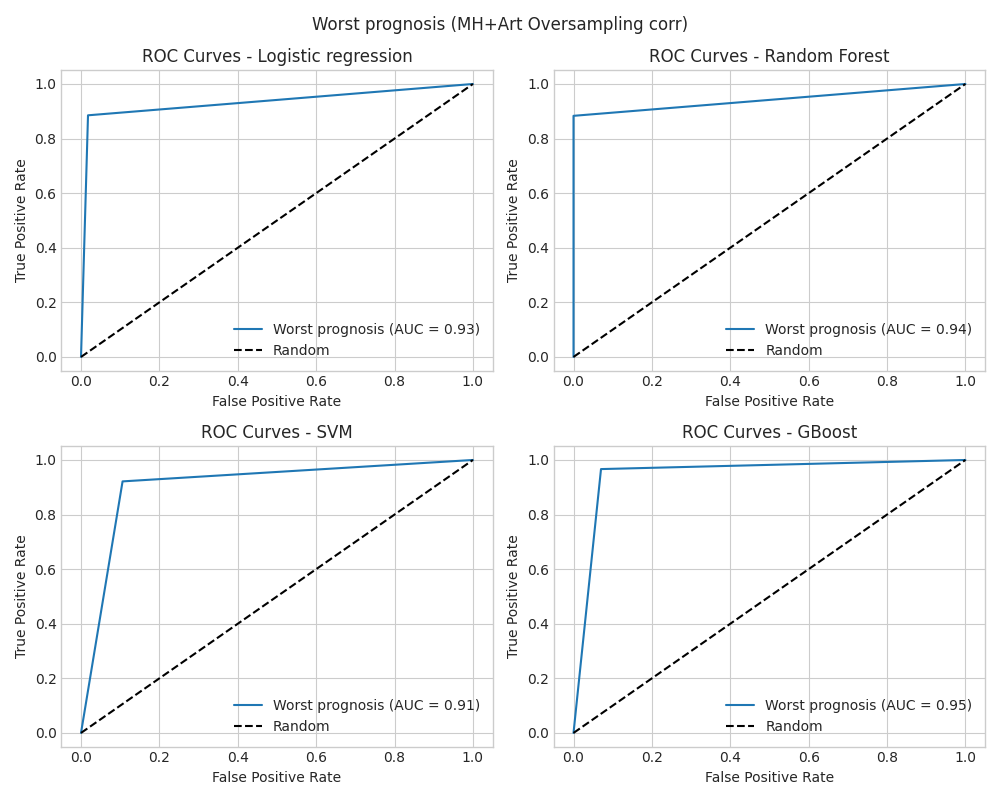 Worst prognosis (MH+Art Oversampling corr)
ROC Curves - Logistic regression
1.0
0.8
0.6
0.4
0.2
0.0
True Positive Rate
Worst prognosis (AUC = 0.93)
Random
0.0 0.2 0.4 0.6 0.8 1.0
False Positive Rate
ROC Curves - Random Forest
1.0
0.8
0.6
0.4
0.2
0.0
True Positive Rate
Worst prognosis (AUC = 0.94)
Random
0.0 0.2 0.4 0.6 0.8 1.0
False Positive Rate
ROC Curves - SVM
1.0
0.8
0.6
0.4
0.2
0.0
True Positive Rate
Worst prognosis (AUC = 0.91)
Random
0.0 0.2 0.4 0.6 0.8 1.0
False Positive Rate
ROC Curves - GBoost
1.0
0.8
0.6
0.4
0.2
0.0
True Positive Rate
Worst prognosis (AUC = 0.95)
Random
0.0 0.2 0.4 0.6 0.8 1.0
False Positive Rate